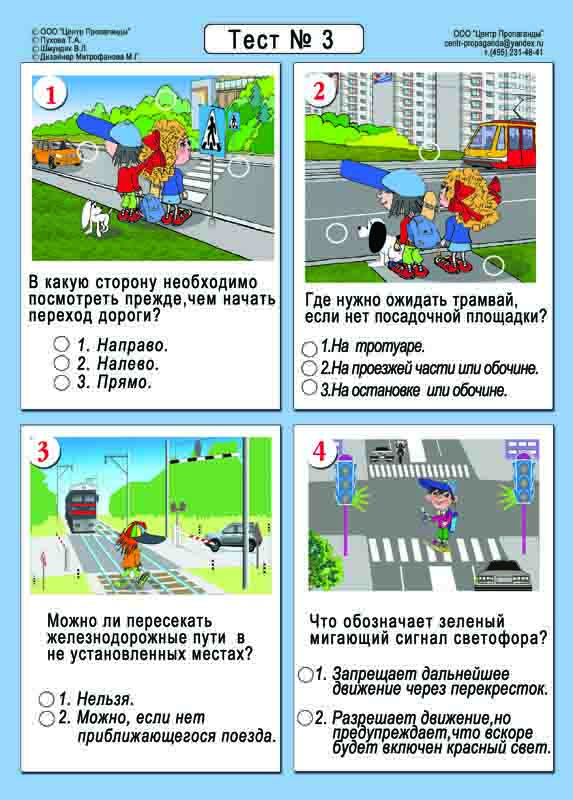 © ООО "Центр Пропаганды"
© Пухова Т.А.
© Шмундяк В.Л.
© Дизайнер Митрофанова М.Г.
Тест № 3
ООО "Центр Пропаганды"
centr-propaganda@yandex.ru
т.(495) 231-48-41
1
В какую сторону необходимо
посмотреть прежде,чем начать
переход дороги?
1. Направо.
2. Налево.
3. Прямо.
2
Где нужно ожидать трамвай,
если нет посадочной площадки?
1.На тротуаре.
2.На проезжей части или обочине.
3.На остановке или обочине.
3
Можно ли пересекать
железнодорожные пути в
не установленных местах?
1. Нельзя.
2. Можно, если нет
приближающегося поезда.
4
Что обозначает зеленый
мигающий сигнал светофора?
1. Запрещает дальнейшее
движение через перекресток.
2. Разрешает движение,но
предупреждает,что вскоре
будет включен красный свет.